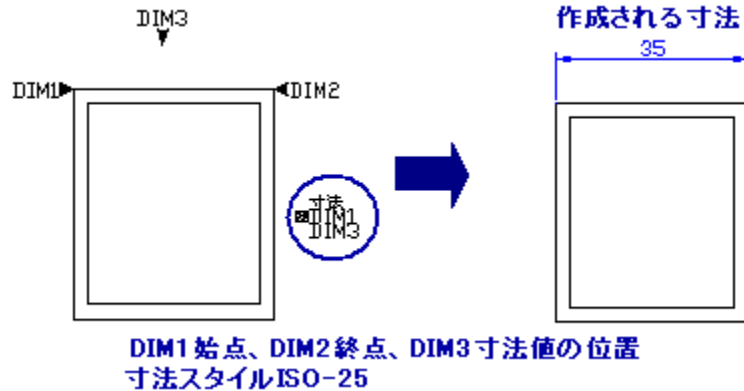 DIM3
作成される寸法
35
DIM1
DIM2
寸法
DIM1
DIM3
DIM1始点、DIM2終点、DIM3寸法値の位置
寸法スタイルISO-25